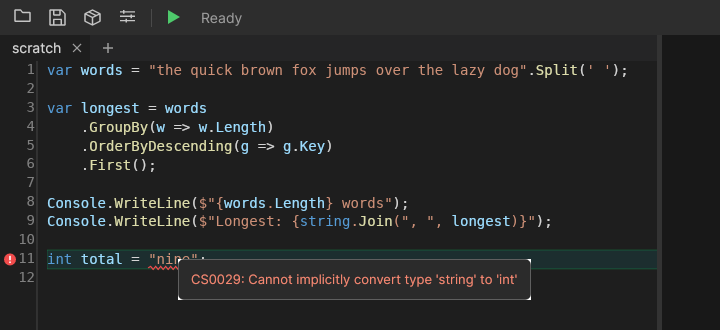 Ready
scratch
1 var words = "the quick brown fox jumps over the lazy dog".Split(' ');
2
3 var longest = words
4     .GroupBy(w => w.Length)
5     .OrderByDescending(g => g.Key)
6     .First();
7
8 Console.WriteLine($"{words.Length} words");
9 Console.WriteLine($"Longest: {string.Join(", ", longest)}");
10
11 int total = "nine";
12
CS0029: Cannot implicitly convert type 'string' to 'int'